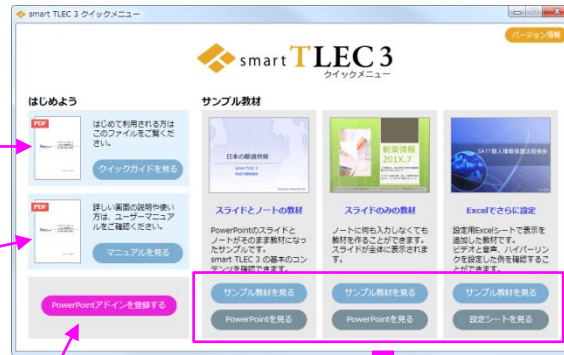 smart TLEC 3 クイックメニュー
バージョン情報
smart TLEC 3
クイックメニュー
はじめよう
サンプル教材
PDF
はじめて利用される方は
このファイルをご覧くだ
さい。
クイックガイドを見る
PDF
詳しい画面の説明や使い
方は、ユーザーマニュア
ルをご確認ください。
マニュアルを見る
PowerPointアドインを登録する
日本の都道府県
スライドとノートの教材
PowerPointのスライドと
ノートがそのまま教材になっ
たサンプルです。
smart TLEC 3 の基本のコン
テンツを確認できます。
サンプル教材を見る
PowerPointを見る
新薬情報
201X.7
スライドのみの教材
ノートに何も入力しなくても
教材を作ることができます。
スライドが全体に表示されま
す。
サンプル教材を見る
PowerPointを見る
SATT個人情報保護法勉強会
Excelでさらに設定
設定用Excelシートで表示を
追加した教材です。
ビデオと音声、ハイパーリン
クを設定した例を確認するこ
とができます。
サンプル教材を見る
設定シートを見る